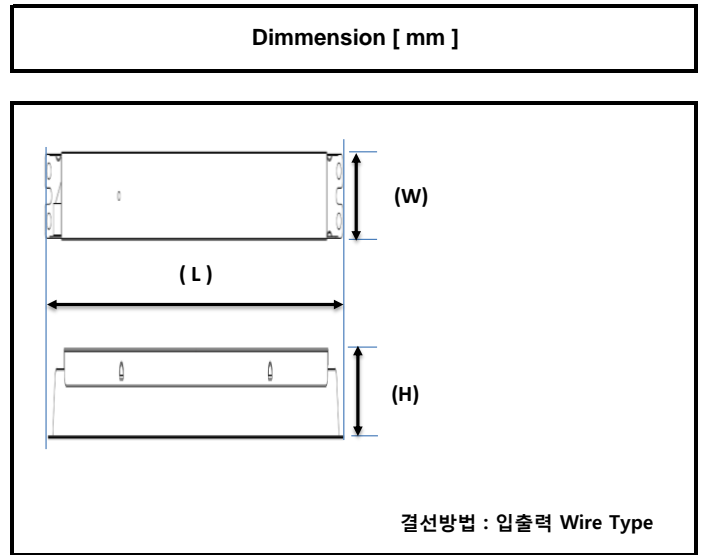 Dimmension [ mm ]
(W)
( L )
(H)
결선방법 : 입출력 Wire Type